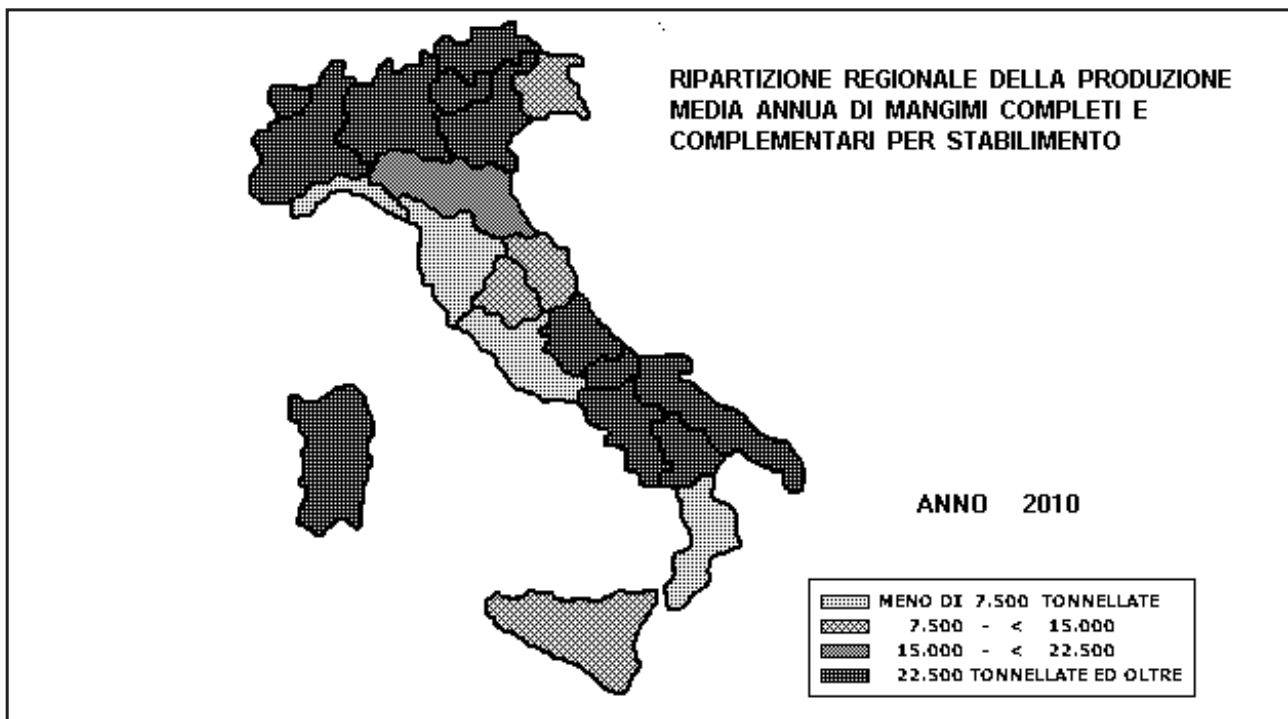 RIPARTIZIONE REGIONALE DELLA PRODUZIONE
MEDIA ANNUA DI MANGIMI COMPLETI E
COMPLEMENTARI PER STABILIMENTO
ANNO 2010
MENO DI 7.500 TONNELLATE
7.500 - < 15.000
15.000 - < 22.500
22.500 TONNELLATE ED OLTRE